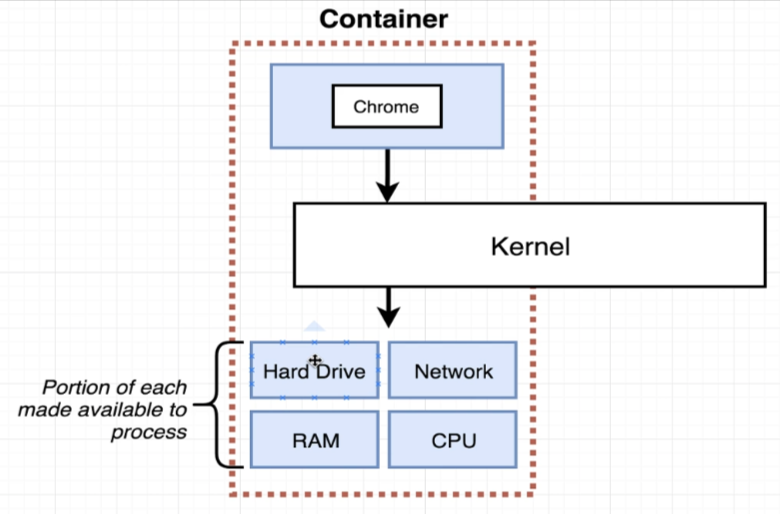 Container
Chrome
Kernel
Hard Drive
Network
Portion of each
made available to
process
RAM
CPU